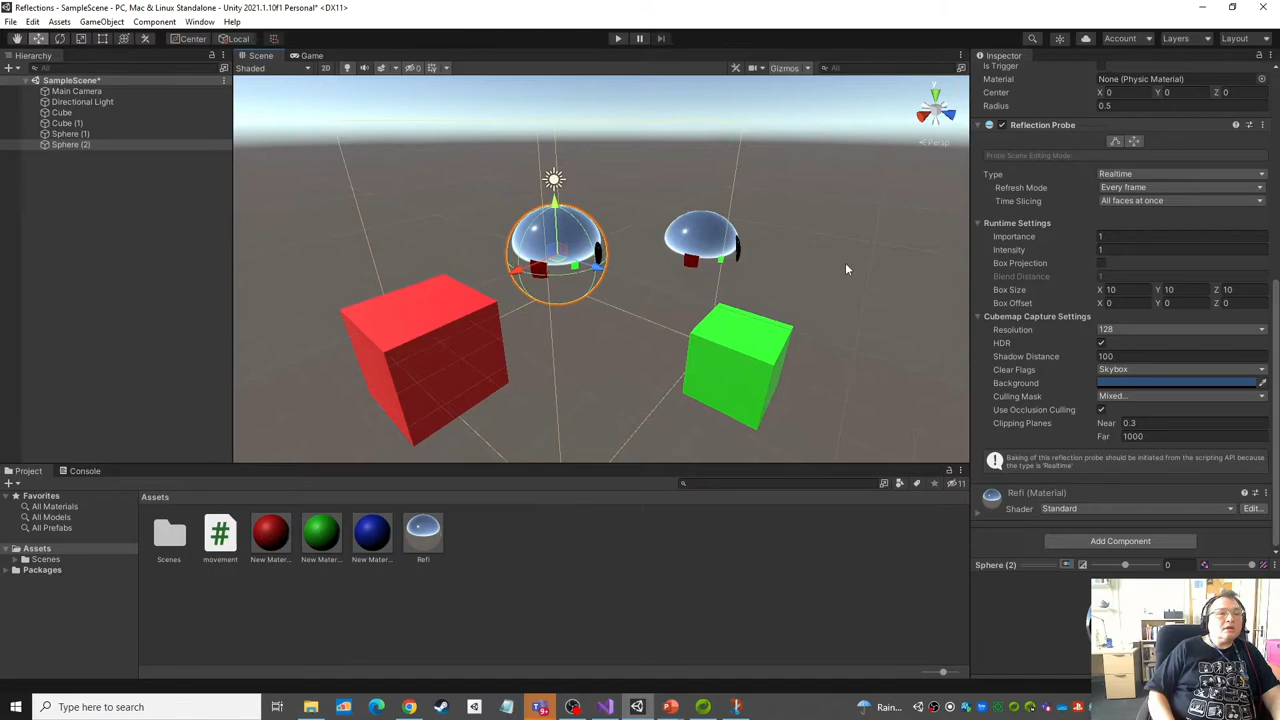 Reflections - SampleScene - PC, Mac & Linux Standalone - Unity 2021.1.10f1 Personal* <DX11>
File Edit Assets GameObject Component Window Help
Center Local Account Layers Layout
Hierarchy Scene Game Inspector
All Shaded 2D 0 Gizmos All Is Trigger
SampleScene* Material None (Physic Material)
Main Camera Center X 0 Y 0 Z 0
Directional Light Radius 0.5
Cube
Cube (1) Reflection Probe
Sphere (1)
Sphere (2)
y
Persp
Probe Scene Editing Mode:
Type Realtime
Refresh Mode Every frame
Time Slicing All faces at once
Runtime Settings
Importance 1
Intensity 1
Box Projection
Blend Distance 1
Box Size X 10 Y 10 Z 10
Box Offset X 0 Y 0 Z 0
Cubemap Capture Settings
Resolution 128
HDR
Shadow Distance 100
Clear Flags Skybox
Background
Culling Mask Mixed...
Use Occlusion Culling
Clipping Planes Near 0.3
Far 1000
Baking of this reflection probe should be initiated from the scripting API because
the type is 'Realtime'
Refl (Material)
Shader Standard Edit...
Add Component
Sphere (2) 0
Project Console
11
Favorites
All Materials
All Models
All Prefabs
Assets
Scenes
Packages
Assets
#
Scenes movement New Mater... New Mater... New Mater... Refl
Type here to search
9+
Rain...